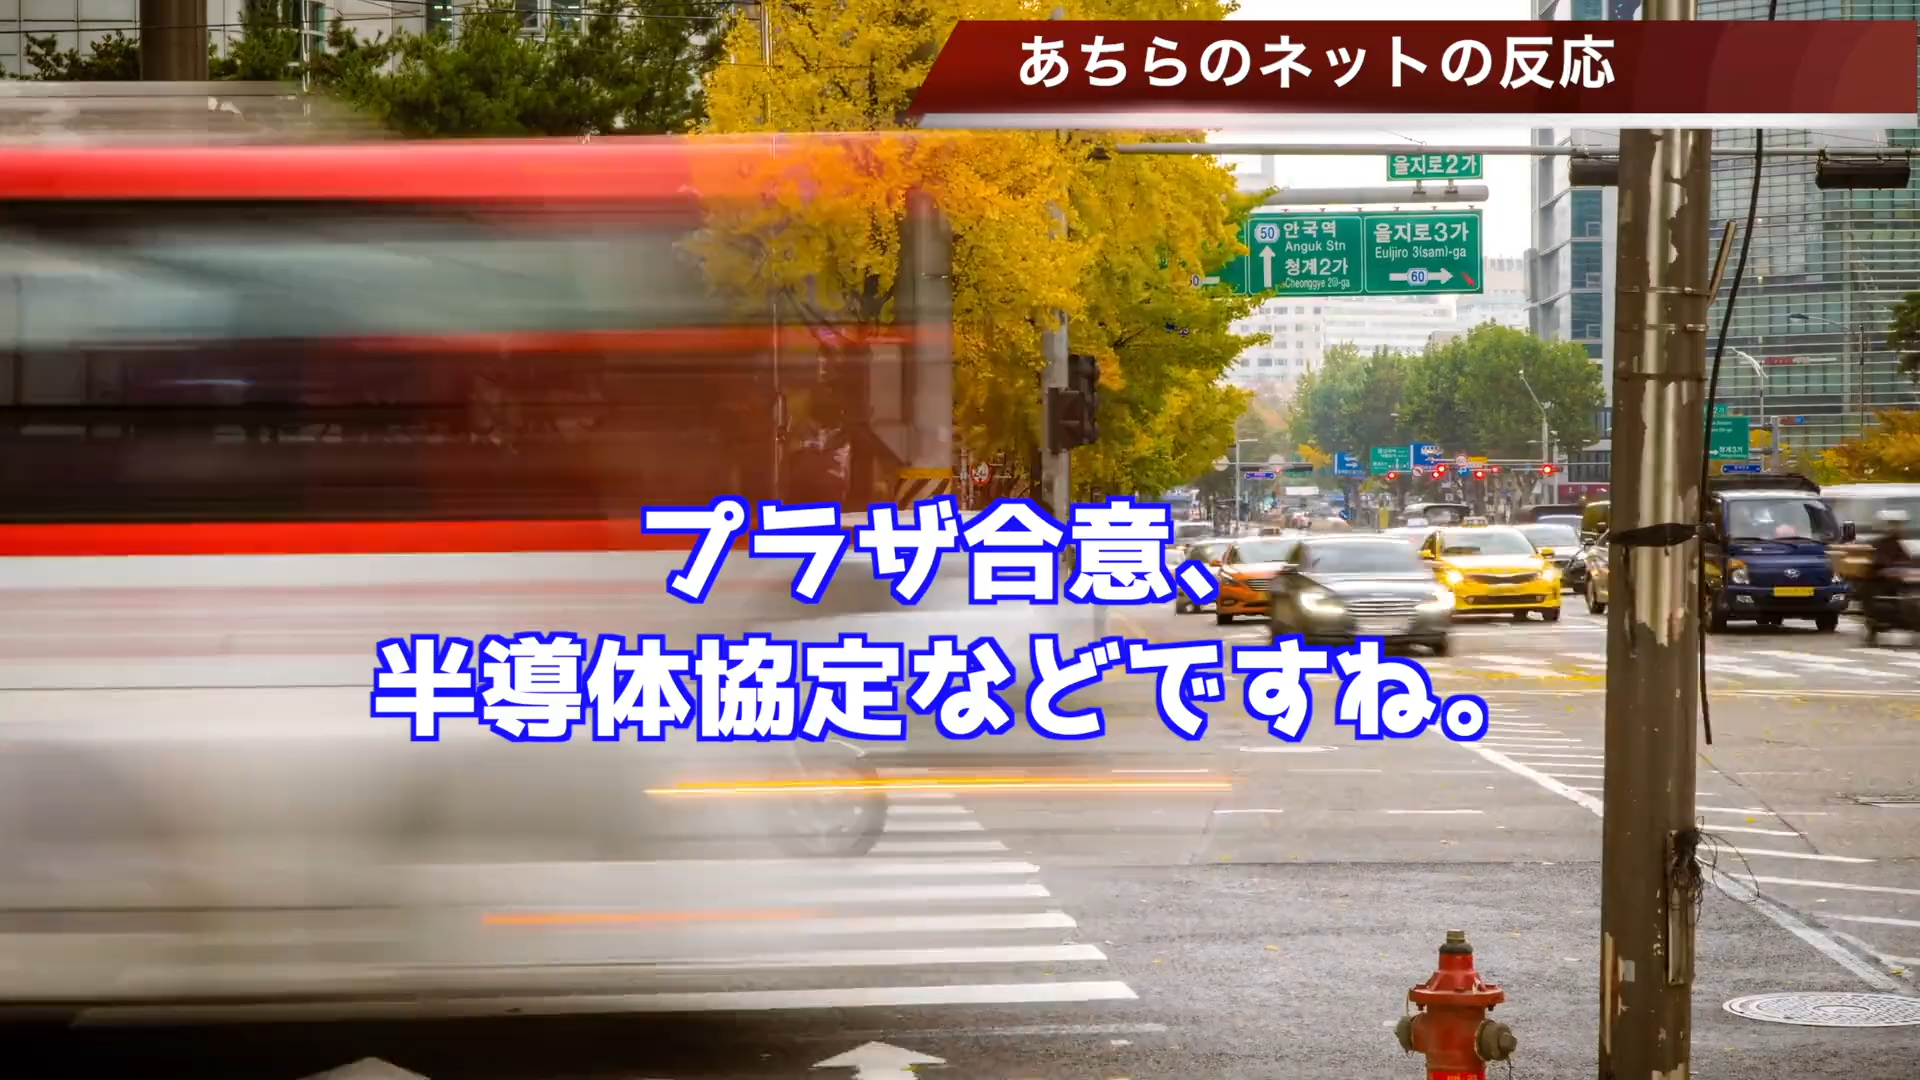 あちらのネットの反応
을지로2가
50 안국역
Anguk Stn
청계2가
Cheonggye 2(i)-ga
을지로3가
Euljiro 3(sam)-ga
60
プラザ合意、
半導体協定などですね。